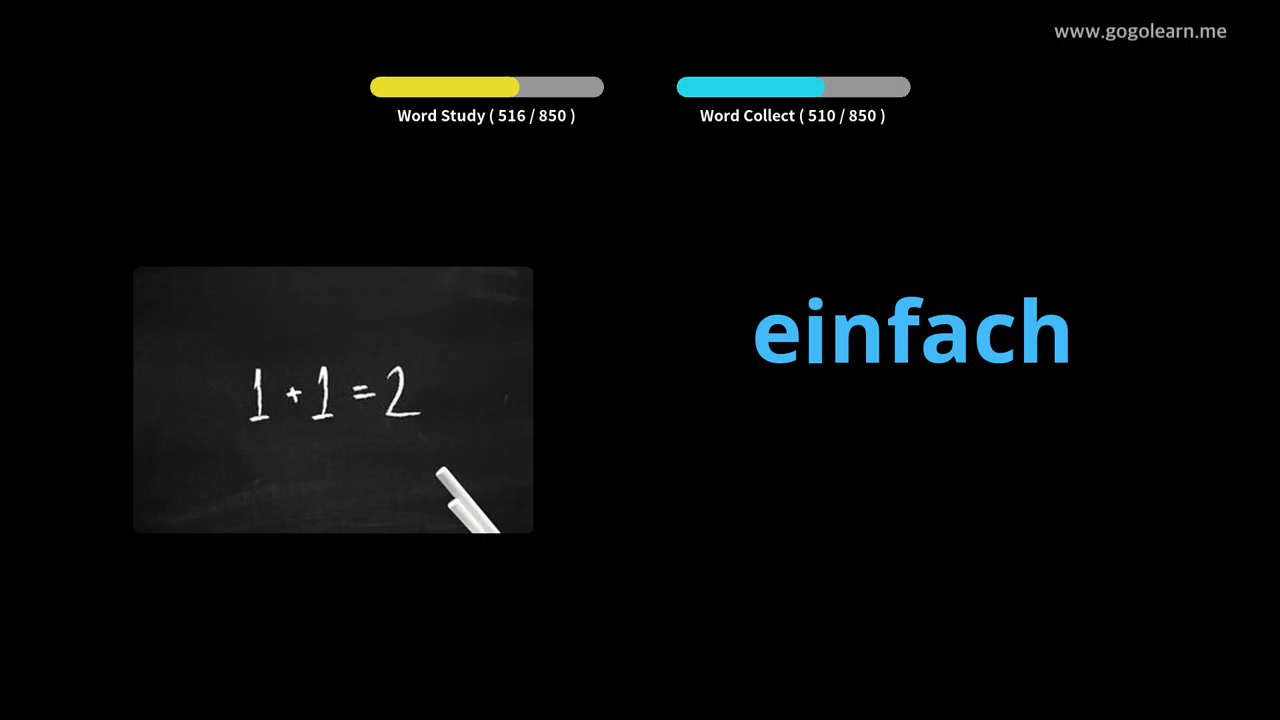 www.gogolearn.me
Word Study ( 516 / 850 )
Word Collect ( 510 / 850 )
einfach
1 + 1 = 2